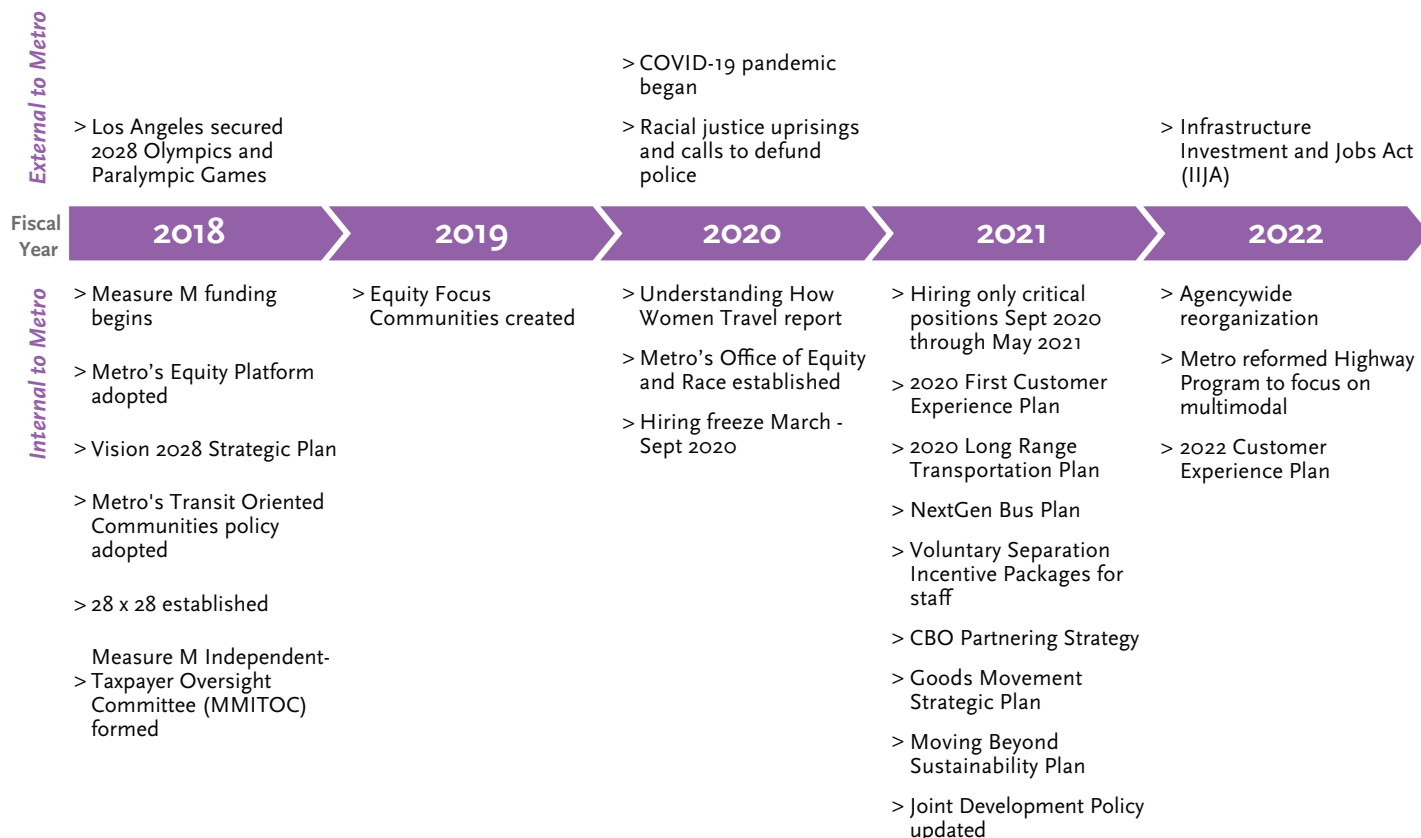 External to Metro
> Los Angeles secured
2028 Olympics and
Paralympic Games
> COVID-19 pandemic
began
> Racial justice uprisings
and calls to defund
police
> Infrastructure
Investment and Jobs Act
(IIJA)
Fiscal
Year
2018
2019
2020
2021
2022
Internal to Metro
> Measure M funding
begins
> Metro’s Equity Platform
adopted
> Vision 2028 Strategic Plan
> Metro's Transit Oriented
Communities policy
adopted
> 28 x 28 established
Measure M Independent-
> Taxpayer Oversight
Committee (MMITOC)
formed
> Equity Focus
Communities created
> Understanding How
Women Travel report
> Metro’s Office of Equity
and Race established
> Hiring freeze March -
Sept 2020
> Hiring only critical
positions Sept 2020
through May 2021
> 2020 First Customer
Experience Plan
> 2020 Long Range
Transportation Plan
> NextGen Bus Plan
> Voluntary Separation
Incentive Packages for
staff
> CBO Partnering Strategy
> Goods Movement
Strategic Plan
> Moving Beyond
Sustainability Plan
> Joint Development Policy
updated
> Agencywide
reorganization
> Metro reformed Highway
Program to focus on
multimodal
> 2022 Customer
Experience Plan